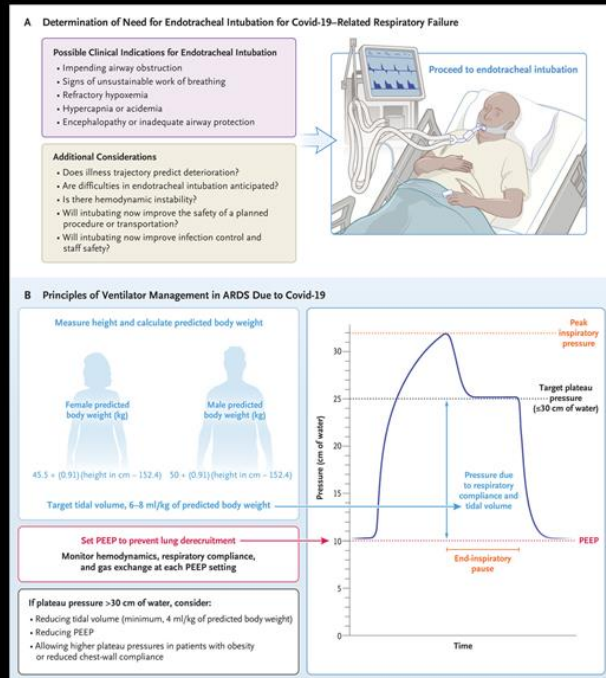 A Determination of Need for Endotracheal Intubation for Covid-19–Related Respiratory Failure
Possible Clinical Indications for Endotracheal Intubation
• Impending airway obstruction
• Signs of unsustainable work of breathing
• Refractory hypoxemia
• Hypercapnia or acidemia
• Encephalopathy or inadequate airway protection
Additional Considerations
• Does illness trajectory predict deterioration?
• Are difficulties in endotracheal intubation anticipated?
• Is there hemodynamic instability?
• Will intubating now improve the safety of a planned
procedure or transportation?
• Will intubating now improve infection control and
staff safety?
Proceed to endotracheal intubation
B Principles of Ventilator Management in ARDS Due to Covid-19
Measure height and calculate predicted body weight
Female predicted
body weight (kg)
Male predicted
body weight (kg)
45.5 + (0.91)(height in cm – 152.4)
50 + (0.91)(height in cm – 152.4)
Target tidal volume, 6–8 ml/kg of predicted body weight
Set PEEP to prevent lung derecruitment
Monitor hemodynamics, respiratory compliance,
and gas exchange at each PEEP setting
If plateau pressure >30 cm of water, consider:
• Reducing tidal volume (minimum, 4 ml/kg of predicted body weight)
• Reducing PEEP
• Allowing higher plateau pressures in patients with obesity
or reduced chest-wall compliance
Pressure (cm of water)
30
25
20
15
10
5
0
Time
Peak
inspiratory
pressure
Target plateau
pressure
(≤30 cm of water)
Pressure due
to respiratory
compliance and
tidal volume
PEEP
End-inspiratory
pause